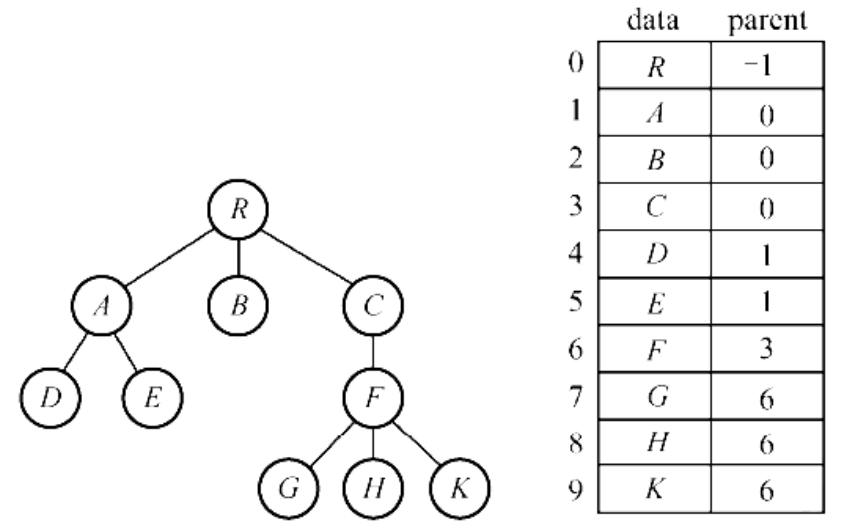 R
A B C
D E F
G H K
data parent
0 R −1
1 A 0
2 B 0
3 C 0
4 D 1
5 E 1
6 F 3
7 G 6
8 H 6
9 K 6